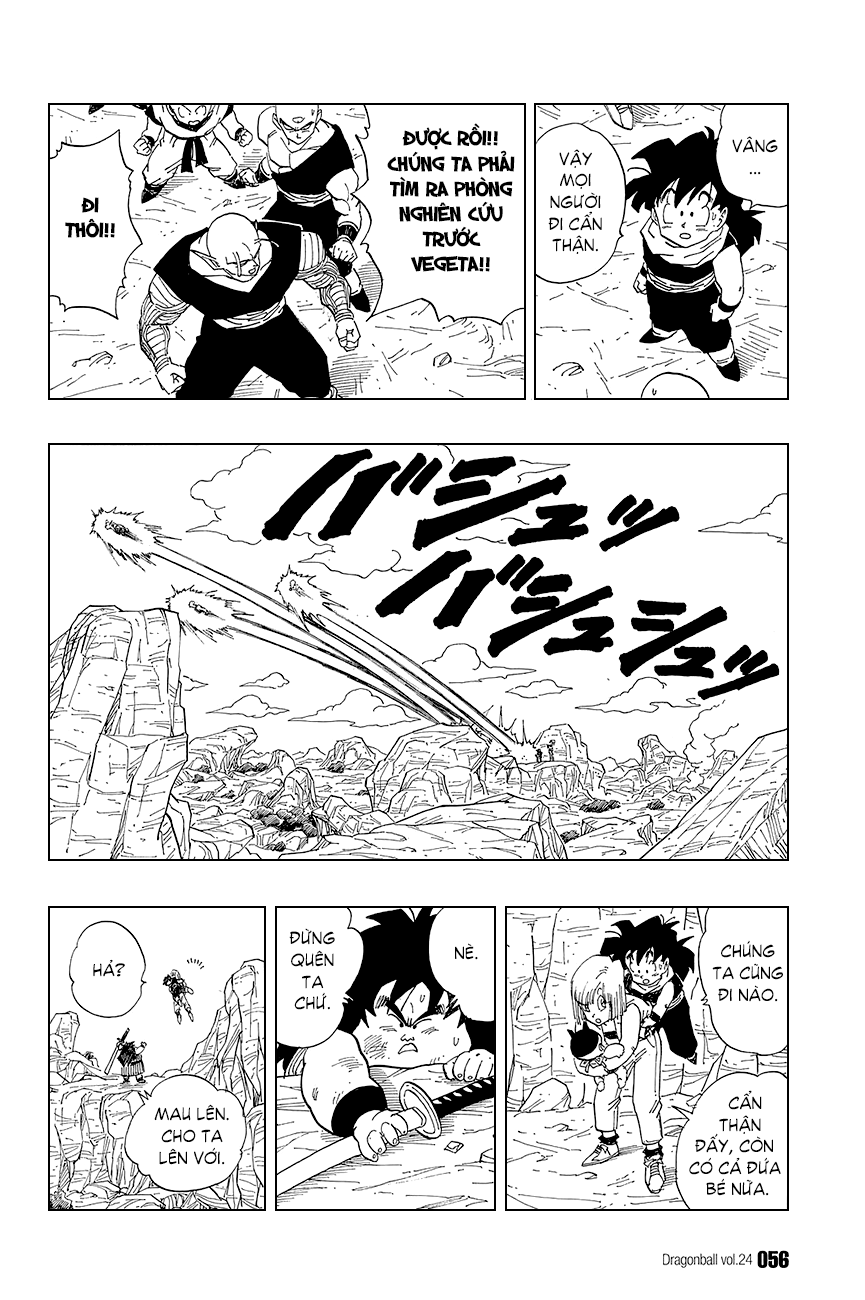 VÂNG
...
VẬY
MỌI
NGƯỜI
ĐI CẨN
THẬN.
ĐƯỢC RỒI!!
CHÚNG TA PHẢI
TÌM RA PHÒNG
NGHIÊN CỨU
TRƯỚC
VEGETA!!
ĐI
THÔI!!
バシュッ
バシュシュッ
CHÚNG
TA CŨNG
ĐI NÀO.
CẨN
THẬN
ĐẤY, CÒN
CÓ CẢ ĐỨA
BÉ NỮA.
NÈ.
ĐỪNG
QUÊN
TA
CHỨ.
HẢ?
MAU LÊN.
CHO TA
LÊN VỚI.
Dragonball vol.24 056